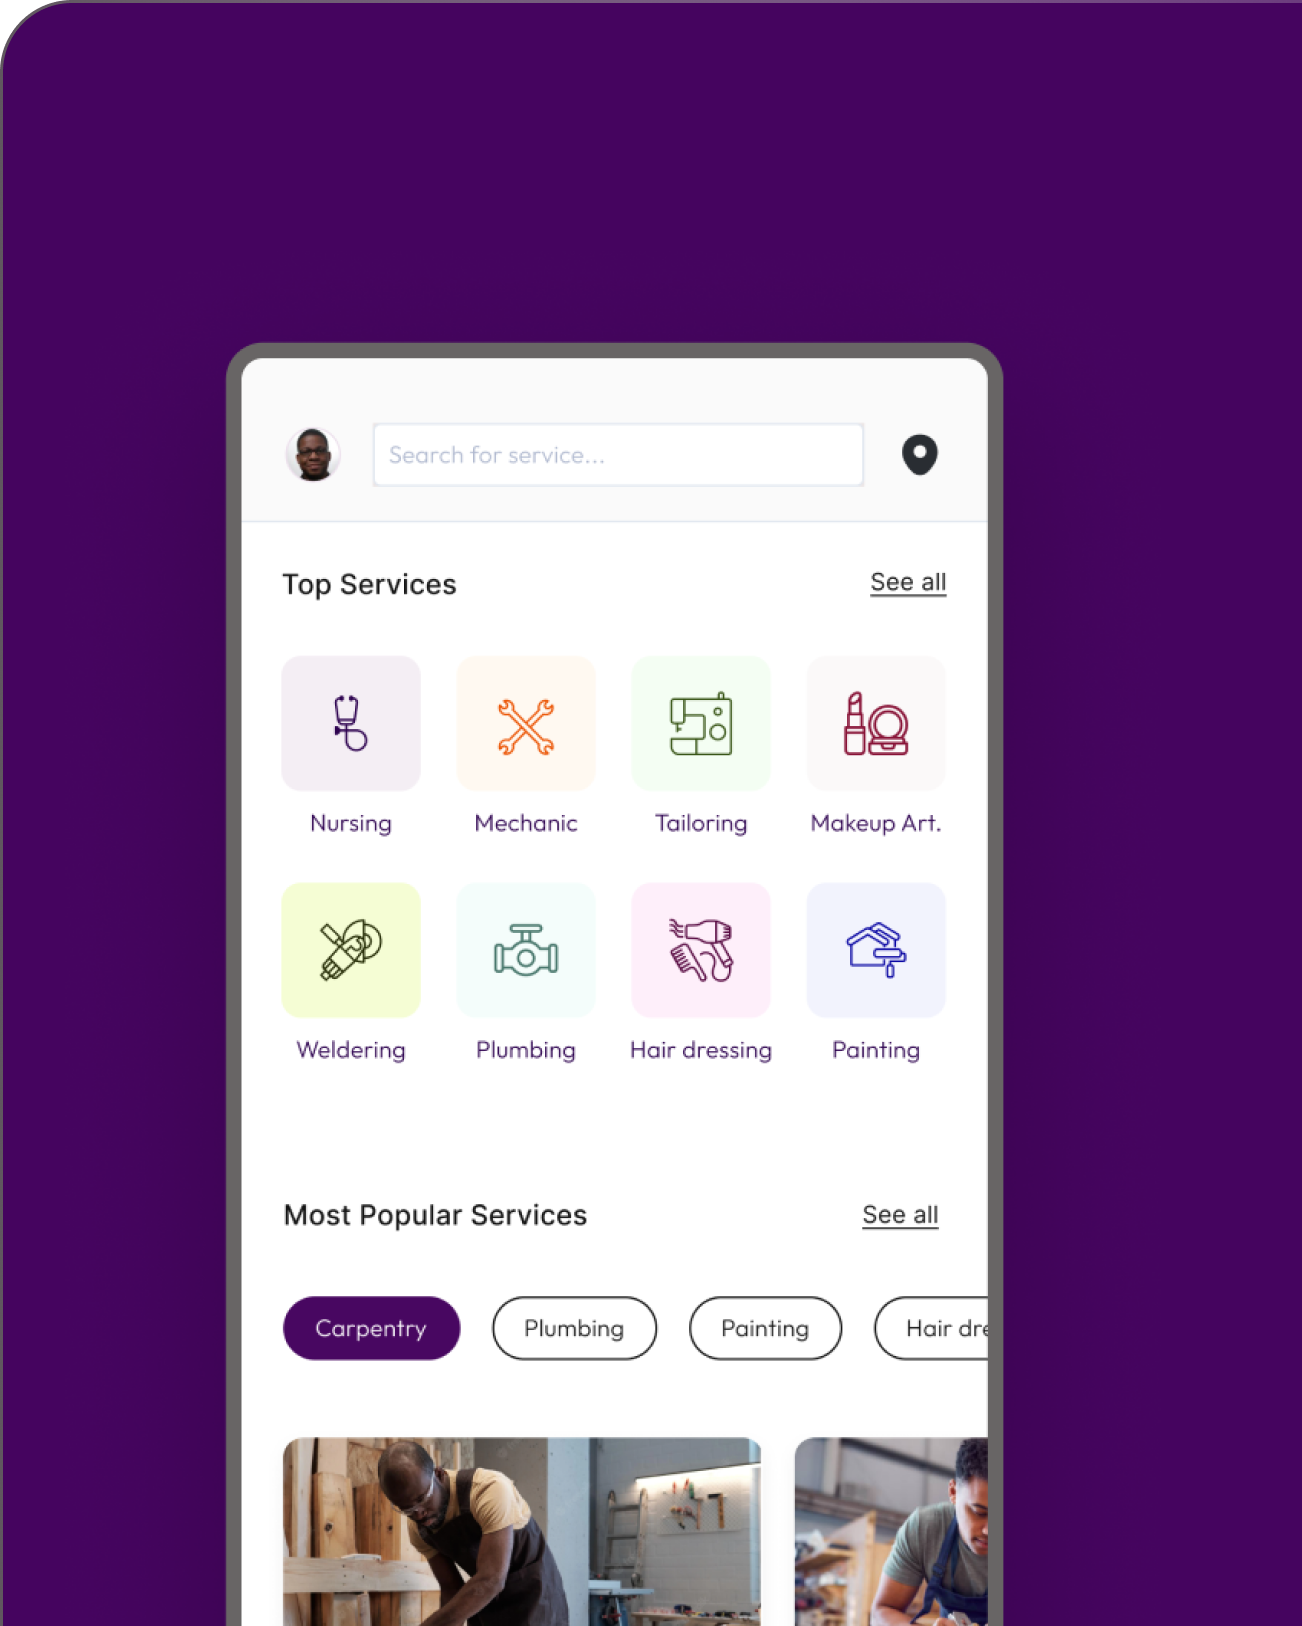 Search for service...
Top Services
See all
Nursing
Mechanic
Tailoring
Makeup Art.
Weldering
Plumbing
Hair dressing
Painting
Most Popular Services
See all
Carpentry
Plumbing
Painting
Hair dre